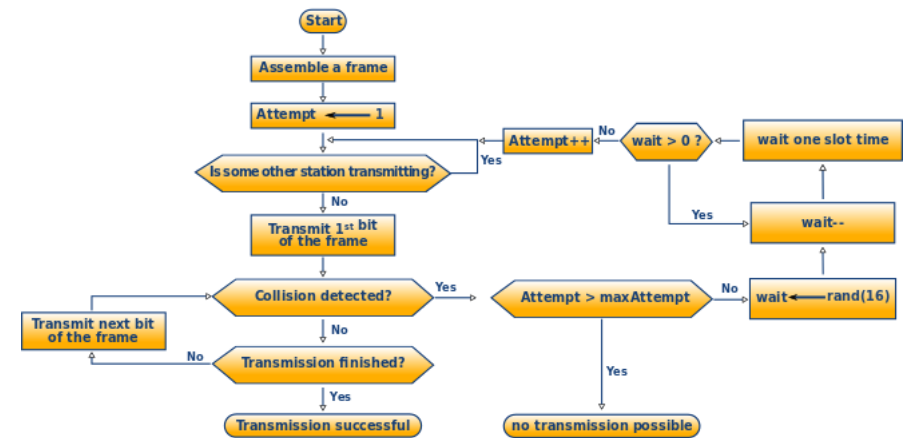 Start
Assemble a frame
Attempt 1
Is some other station transmitting?
Yes
No
Transmit 1st bit
of the frame
Collision detected?
Yes
No
Transmit next bit
of the frame
No
Transmission finished?
Yes
Transmission successful
Attempt > maxAttempt
No
Yes
no transmission possible
wait rand(16)
wait--
wait one slot time
wait > 0 ?
Yes
No
Attempt++